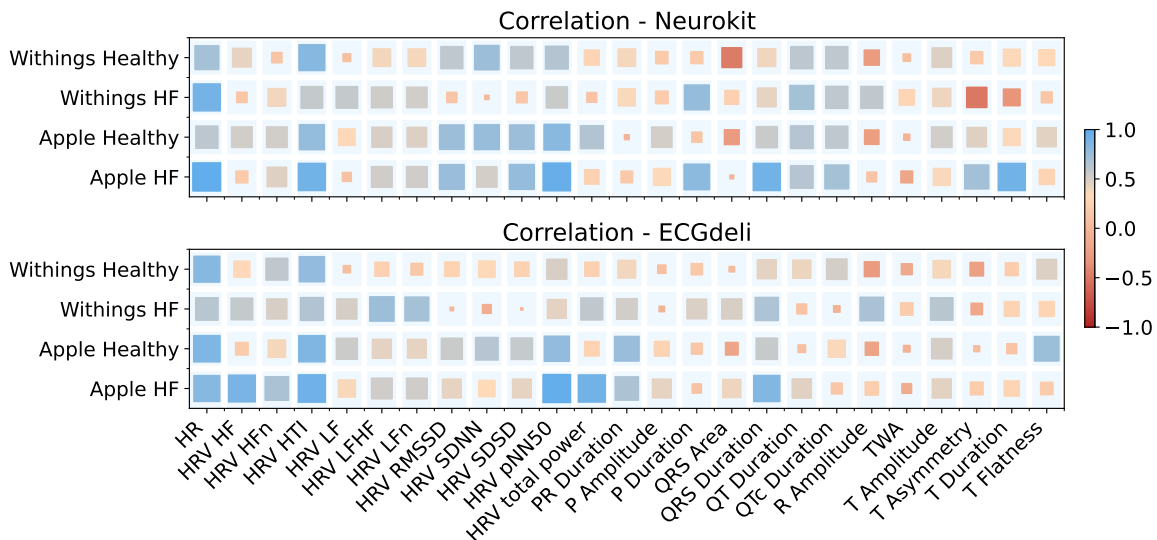 Correlation - Neurokit
Withings Healthy
Withings HF
Apple Healthy
Apple HF
Correlation - ECGdeli
Withings Healthy
Withings HF
Apple Healthy
Apple HF
1.0
0.5
0.0
−0.5
−1.0
HR
HRV HF
HRV HFn
HRV HTI
HRV LF
HRV LFHF
HRV LFn
HRV RMSSD
HRV SDNN
HRV SDSD
HRV pNN50
HRV total power
PR Duration
P Amplitude
P Duration
QRS Area
QRS Duration
QT Duration
QTc Duration
R Amplitude
TWA
T Amplitude
T Asymmetry
T Duration
T Flatness